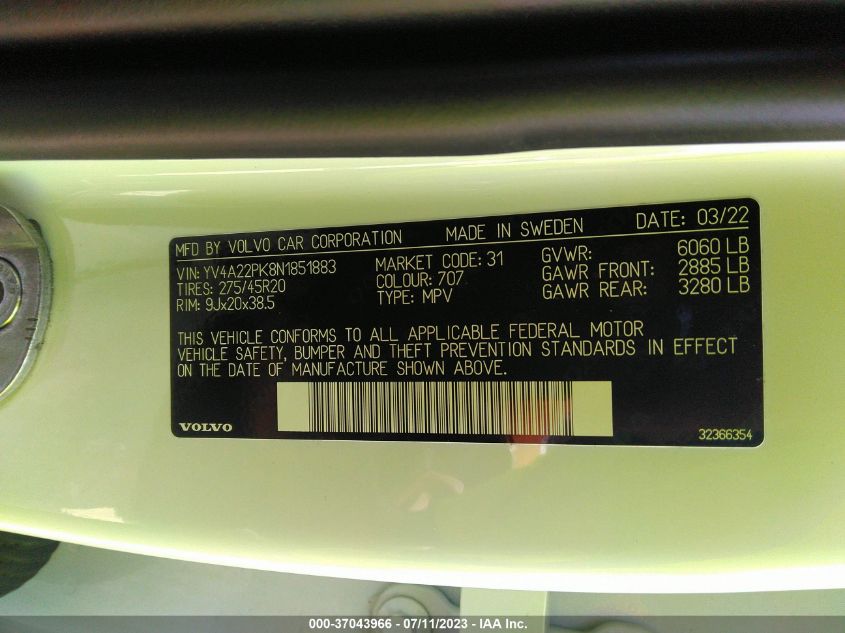 MFD BY VOLVO CAR CORPORATION MADE IN SWEDEN DATE: 03/22
VIN: YV4A22PK8N1851883 MARKET CODE: 31 GVWR: 6060 LB
TIRES: 275/45R20 COLOUR: 707 GAWR FRONT: 2885 LB
RIM: 9Jx20x38.5 TYPE: MPV GAWR REAR: 3280 LB
THIS VEHICLE CONFORMS TO ALL APPLICABLE FEDERAL MOTOR
VEHICLE SAFETY, BUMPER AND THEFT PREVENTION STANDARDS IN EFFECT
ON THE DATE OF MANUFACTURE SHOWN ABOVE.
VOLVO 32366354
000-37043966 - 07/11/2023 - IAA Inc.